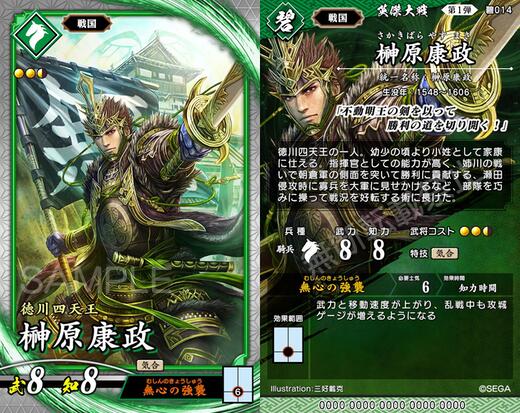 戦国
SAMPLE
徳川四天王
榊原康政
気合
武8 知8
むしんのきょうしゅう
無心の強襲
6
碧
戦国
英傑大戦
第1弾
碧014
さかきばらやすまさ
榊原康政
統一名称:榊原康政
生没年:1548~1606
『不動明王の剣を以って
勝利の道を切り開く!』
徳川四天王の一人。幼少の頃より小姓として家康
に仕える。指揮官としての能力が高く、姉川の戦
いで朝倉軍の側面を突いて勝利に貢献する、瀬田
侵攻時に寡兵を大軍に見せかけるなど、部隊を巧
みに操って戦況を好転する術に長けた。
兵種 武力 知力 武将コスト
騎兵 8 8 特技 気合
むしんのきょうしゅう
無心の強襲
必要士気 6
効果時間 知力時間
効果範囲
武力と移動速度が上がり、乱戦中も攻城
ゲージが増えるようになる
Illustration:三好載克
©SEGA
0000 0000 0000 0000 0000